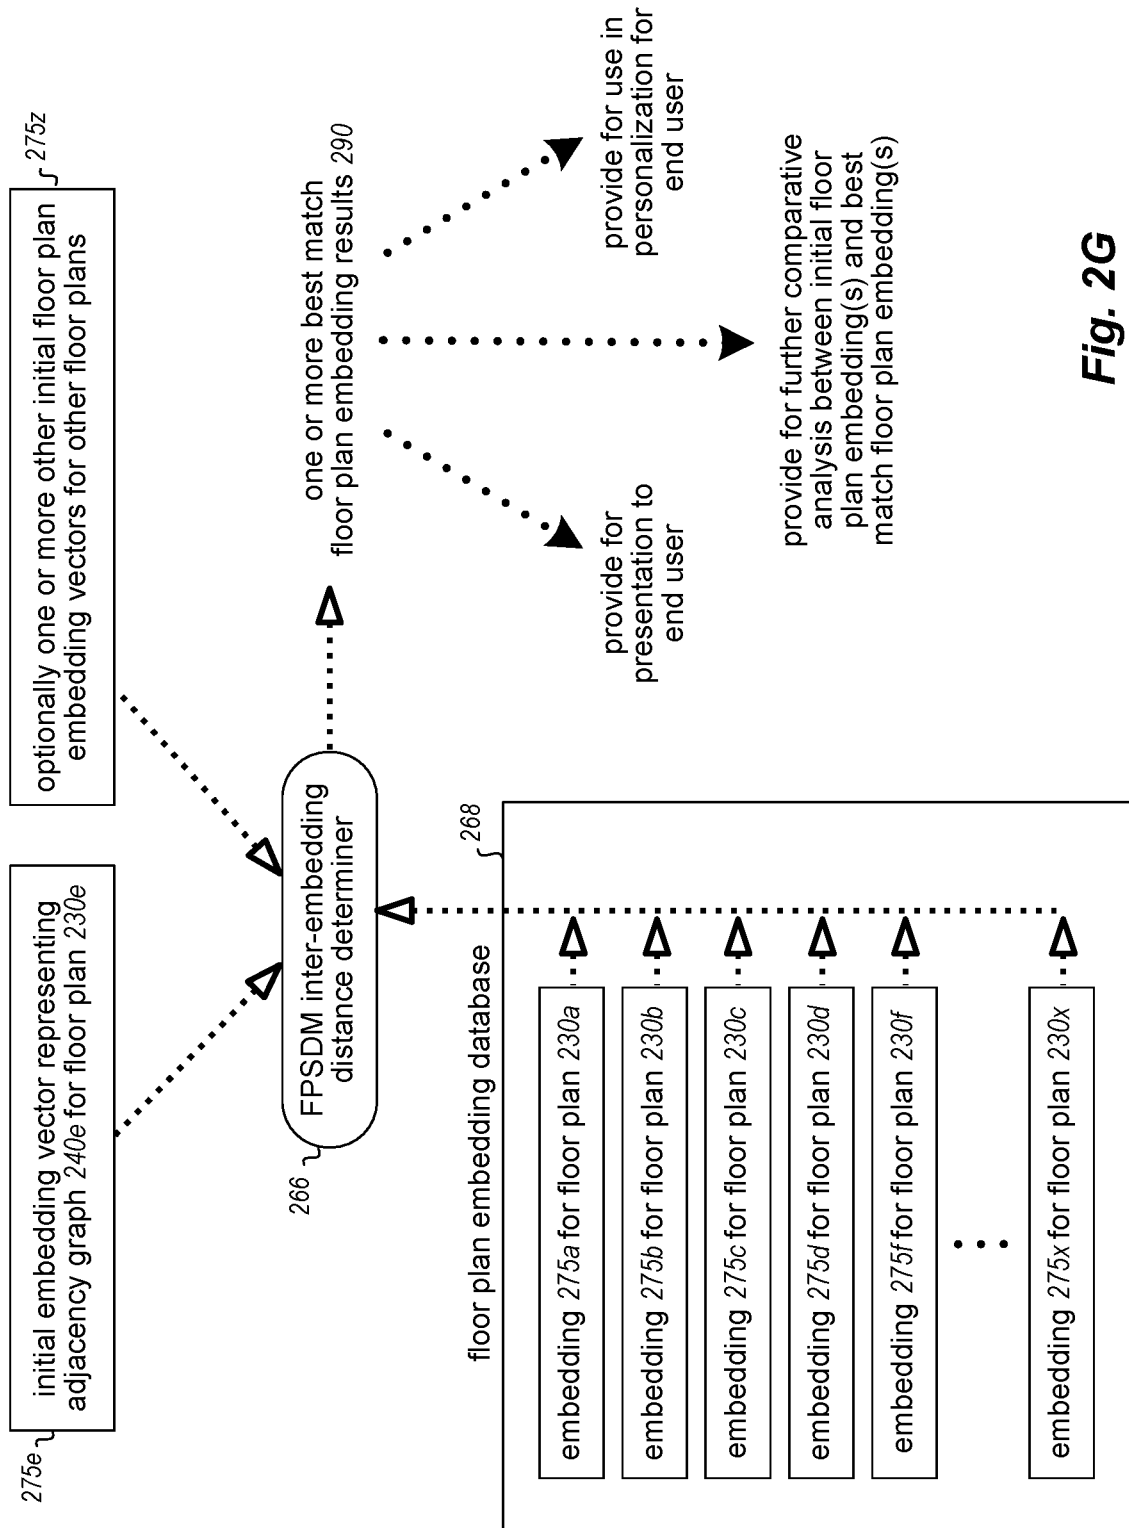 275e
initial embedding vector representing
adjacency graph 240e for floor plan 230e
optionally one or more other initial floor plan
embedding vectors for other floor plans
275z
266
FPSDM inter-embedding
distance determiner
one or more best match
floor plan embedding results 290
floor plan embedding database
268
embedding 275a for floor plan 230a
embedding 275b for floor plan 230b
embedding 275c for floor plan 230c
embedding 275d for floor plan 230d
embedding 275f for floor plan 230f
embedding 275x for floor plan 230x
provide for
presentation to
end user
provide for use in
personalization for
end user
provide for further comparative
analysis between initial floor
plan embedding(s) and best
match floor plan embedding(s)
Fig. 2G